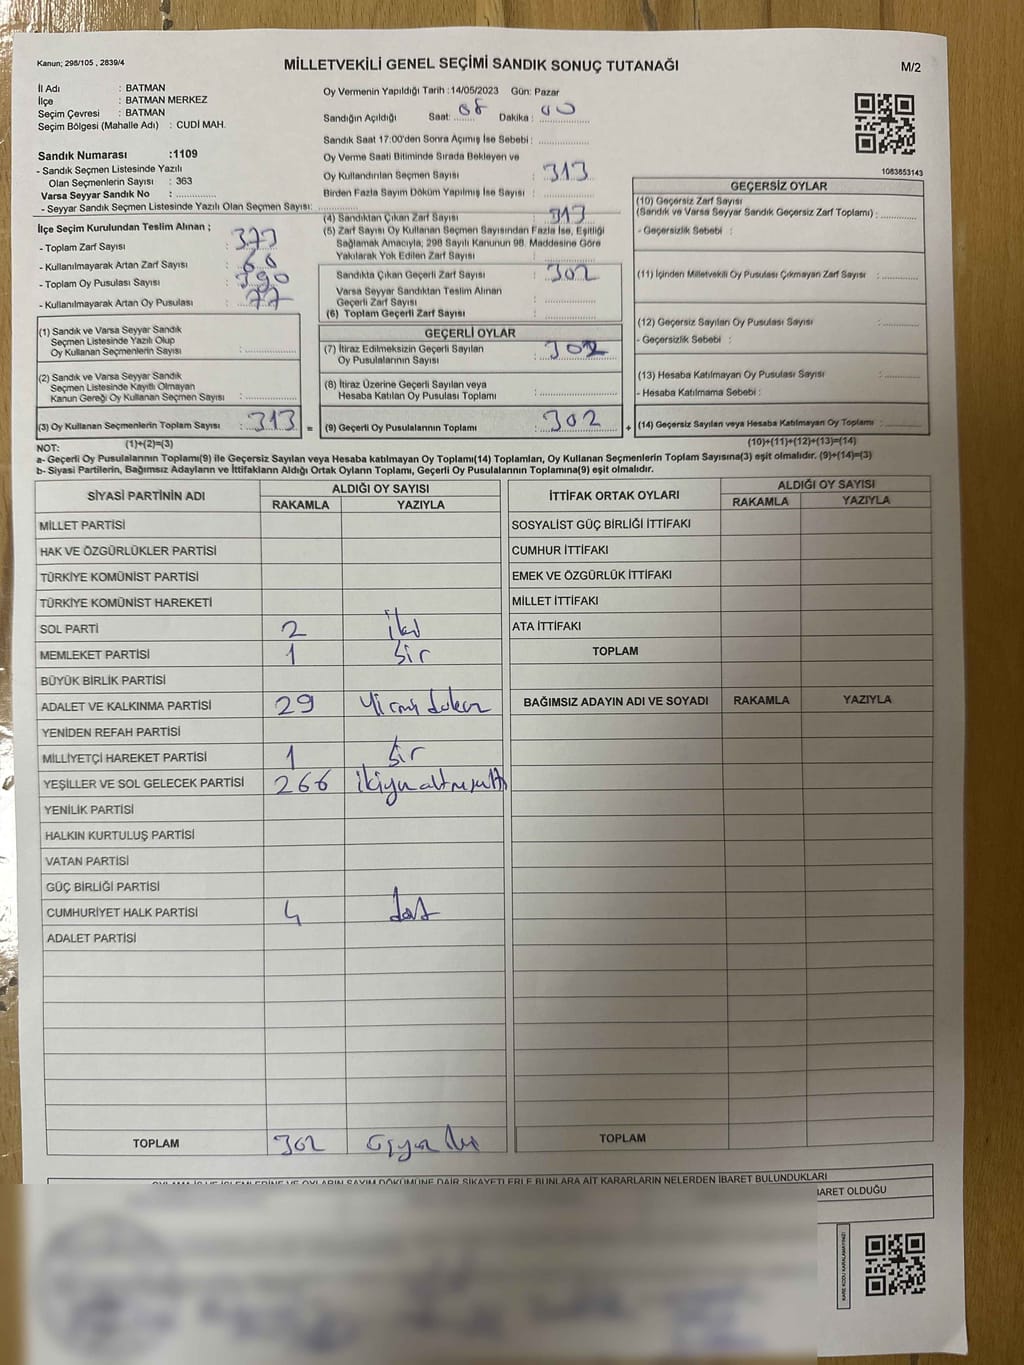 Kanun; 298/105 , 2839/4
MİLLETVEKİLİ GENEL SEÇİMİ SANDIK SONUÇ TUTANAĞI
M/2
İl Adı : BATMAN
İlçe : BATMAN MERKEZ
Seçim Çevresi : BATMAN
Seçim Bölgesi (Mahalle Adı) : CUDİ MAH.
Sandık Numarası :1109
- Sandık Seçmen Listesinde Yazılı
Olan Seçmenlerin Sayısı : 363
Varsa Seyyar Sandık No : ............
- Seyyar Sandık Seçmen Listesinde Yazılı Olan Seçmen Sayısı: ............
Oy Vermenin Yapıldığı Tarih :14/05/2023 Gün: Pazar
Sandığın Açıldığı Saat: 08 Dakika : 00
Sandık Saat 17:00'den Sonra Açılmış İse Sebebi : ............
Oy Verme Saati Bitiminde Sırada Bekleyen ve
Oy Kullandırılan Seçmen Sayısı : 313
Birden Fazla Sayım Döküm Yapılmış İse Sayısı : ............
1083853143
İlçe Seçim Kurulundan Teslim Alınan ;
- Toplam Zarf Sayısı : 373
- Kullanılmayarak Artan Zarf Sayısı : 60
- Toplam Oy Pusulası Sayısı : 390
- Kullanılmayarak Artan Oy Pusulası : 77
(1) Sandık ve Varsa Seyyar Sandık
Seçmen Listesinde Yazılı Olup
Oy Kullanan Seçmenlerin Sayısı : ............
(2) Sandık ve Varsa Seyyar Sandık
Seçmen Listesinde Kayıtlı Olmayan
Kanun Gereği Oy Kullanan Seçmen Sayısı : ............
(3) Oy Kullanan Seçmenlerin Toplam Sayısı : 313 =
(1)+(2)=(3)
(4) Sandıktan Çıkan Zarf Sayısı : 313
(5) Zarf Sayısı Oy Kullanan Seçmen Sayısından Fazla İse, Eşitliği
Sağlamak Amacıyla, 298 Sayılı Kanunun 98. Maddesine Göre
Yakılarak Yok Edilen Zarf Sayısı : ............
Sandıkta Çıkan Geçerli Zarf Sayısı : 302
Varsa Seyyar Sandıktan Teslim Alınan
Geçerli Zarf Sayısı : ............
(6) Toplam Geçerli Zarf Sayısı : ............
GEÇERLİ OYLAR
(7) İtiraz Edilmeksizin Geçerli Sayılan
Oy Pusulalarının Sayısı : 302
(8) İtiraz Üzerine Geçerli Sayılan veya
Hesaba Katılan Oy Pusulası Toplamı : ............
(9) Geçerli Oy Pusulalarının Toplamı : 302 +
GEÇERSİZ OYLAR
(10) Geçersiz Zarf Sayısı
(Sandık ve Varsa Seyyar Sandık Geçersiz Zarf Toplamı) : ............
- Geçersizlik Sebebi :
(11) İçinden Milletvekili Oy Pusulası Çıkmayan Zarf Sayısı : ............
(12) Geçersiz Sayılan Oy Pusulası Sayısı : ............
- Geçersizlik Sebebi :
(13) Hesaba Katılmayan Oy Pusulası Sayısı : ............
- Hesaba Katılmama Sebebi :
(14) Geçersiz Sayılan veya Hesaba Katılmayan Oy Toplamı : ............
(10)+(11)+(12)+(13)=(14)
NOT:
a- Geçerli Oy Pusulalarının Toplamı(9) ile Geçersiz Sayılan veya Hesaba katılmayan Oy Toplamı(14) Toplamları, Oy Kullanan Seçmenlerin Toplam Sayısına(3) eşit olmalıdır. (9)+(14)=(3)
b- Siyasi Partilerin, Bağımsız Adayların ve İttifakların Aldığı Ortak Oyların Toplamı, Geçerli Oy Pusulalarının Toplamına(9) eşit olmalıdır.
SİYASİ PARTİNİN ADI ALDIĞI OY SAYISI
RAKAMLA YAZIYLA
MİLLET PARTİSİ
HAK VE ÖZGÜRLÜKLER PARTİSİ
TÜRKİYE KOMÜNİST PARTİSİ
TÜRKİYE KOMÜNİST HAREKETİ
SOL PARTİ 2 iki
MEMLEKET PARTİSİ 1 bir
BÜYÜK BİRLİK PARTİSİ
ADALET VE KALKINMA PARTİSİ 29 Yirmi dokuz
YENİDEN REFAH PARTİSİ
MİLLİYETÇİ HAREKET PARTİSİ 1 bir
YEŞİLLER VE SOL GELECEK PARTİSİ 266 ikiyüzaltmışaltı
YENİLİK PARTİSİ
HALKIN KURTULUŞ PARTİSİ
VATAN PARTİSİ
GÜÇ BİRLİĞİ PARTİSİ
CUMHURİYET HALK PARTİSİ 4 dört
ADALET PARTİSİ
TOPLAM 302 üçyüz iki
İTTİFAK ORTAK OYLARI ALDIĞI OY SAYISI
RAKAMLA YAZIYLA
SOSYALİST GÜÇ BİRLİĞİ İTTİFAKI
CUMHUR İTTİFAKI
EMEK VE ÖZGÜRLÜK İTTİFAKI
MİLLET İTTİFAKI
ATA İTTİFAKI
TOPLAM
BAĞIMSIZ ADAYIN ADI VE SOYADI RAKAMLA YAZIYLA
TOPLAM
OYLAMA İŞ VE İŞLEMLERİNE VE OYLARIN SAYIM DÖKÜMÜNE DAİR ŞİKAYETLERLE BUNLARA AİT KARARLARIN NELERDEN İBARET BULUNDUKLARI
BARET OLDUĞU
KARE KODU KARALAMAYINIZ!